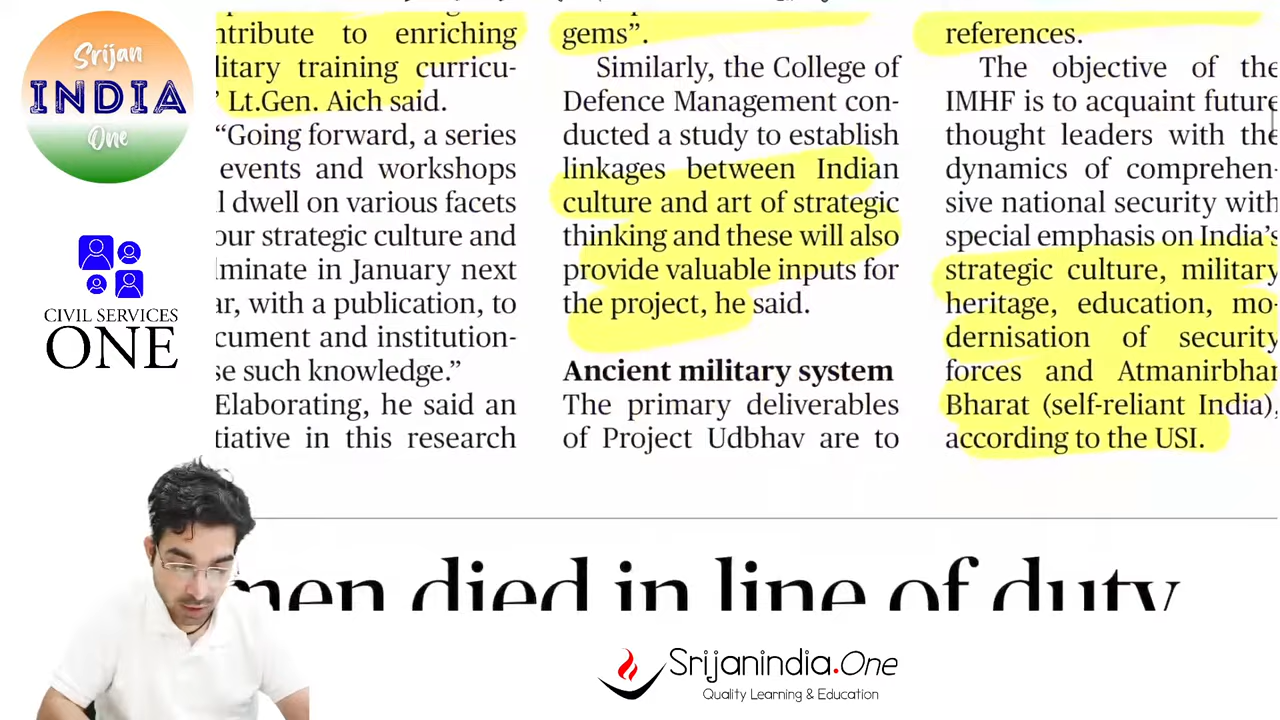 Srijan
INDIA
One
CIVIL SERVICES
ONE
ntribute to enriching
litary training curricu-
Lt.Gen. Aich said.
“Going forward, a series
events and workshops
l dwell on various facets
our strategic culture and
lminate in January next
ar, with a publication, to
cument and institution-
se such knowledge.”
Elaborating, he said an
tiative in this research
gems”.
Similarly, the College of
Defence Management con-
ducted a study to establish
linkages between Indian
culture and art of strategic
thinking and these will also
provide valuable inputs for
the project, he said.
Ancient military system
The primary deliverables
of Project Udbhav are to
references.
The objective of the
IMHF is to acquaint future
thought leaders with the
dynamics of comprehen-
sive national security with
special emphasis on India’s
strategic culture, military
heritage, education, mo-
dernisation of security
forces and Atmanirbhar
Bharat (self-reliant India),
according to the USI.
men died in line of duty
Srijanindia.One
Quality Learning & Education